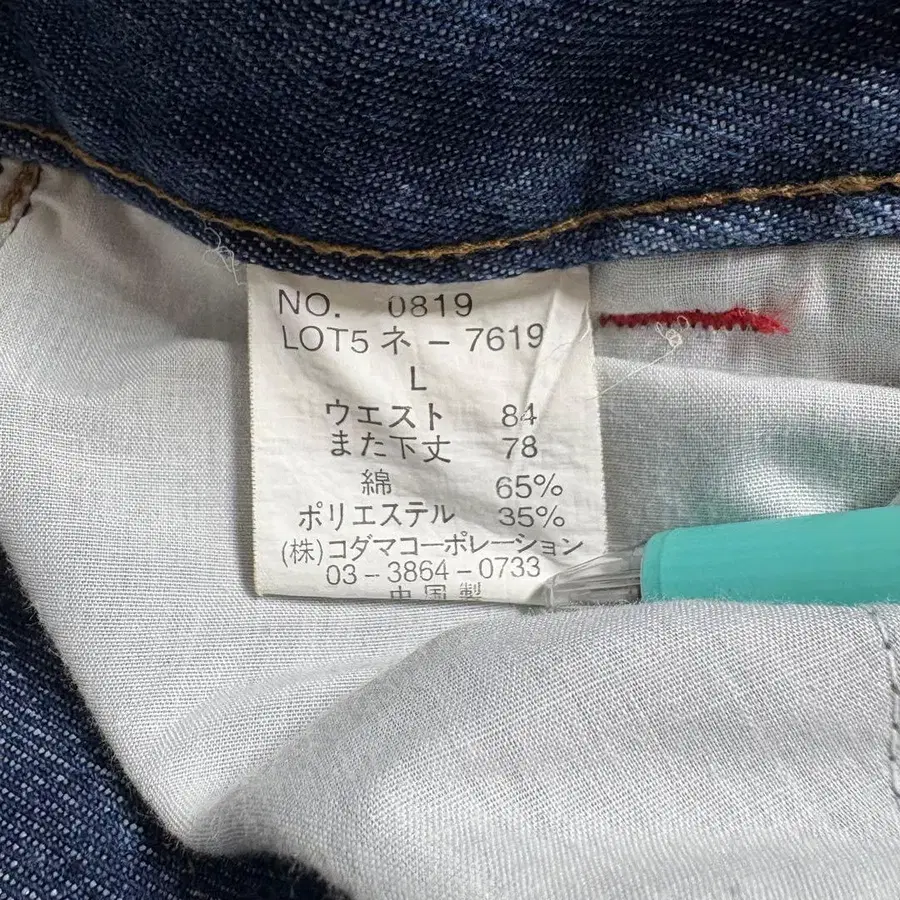 NO. 0819
LOT5 ネ - 7619
L
ウエスト 84
また下丈 78
綿 65%
ポリエステル 35%
(株)コダマコーポレーション
03-3864-0733
中国製